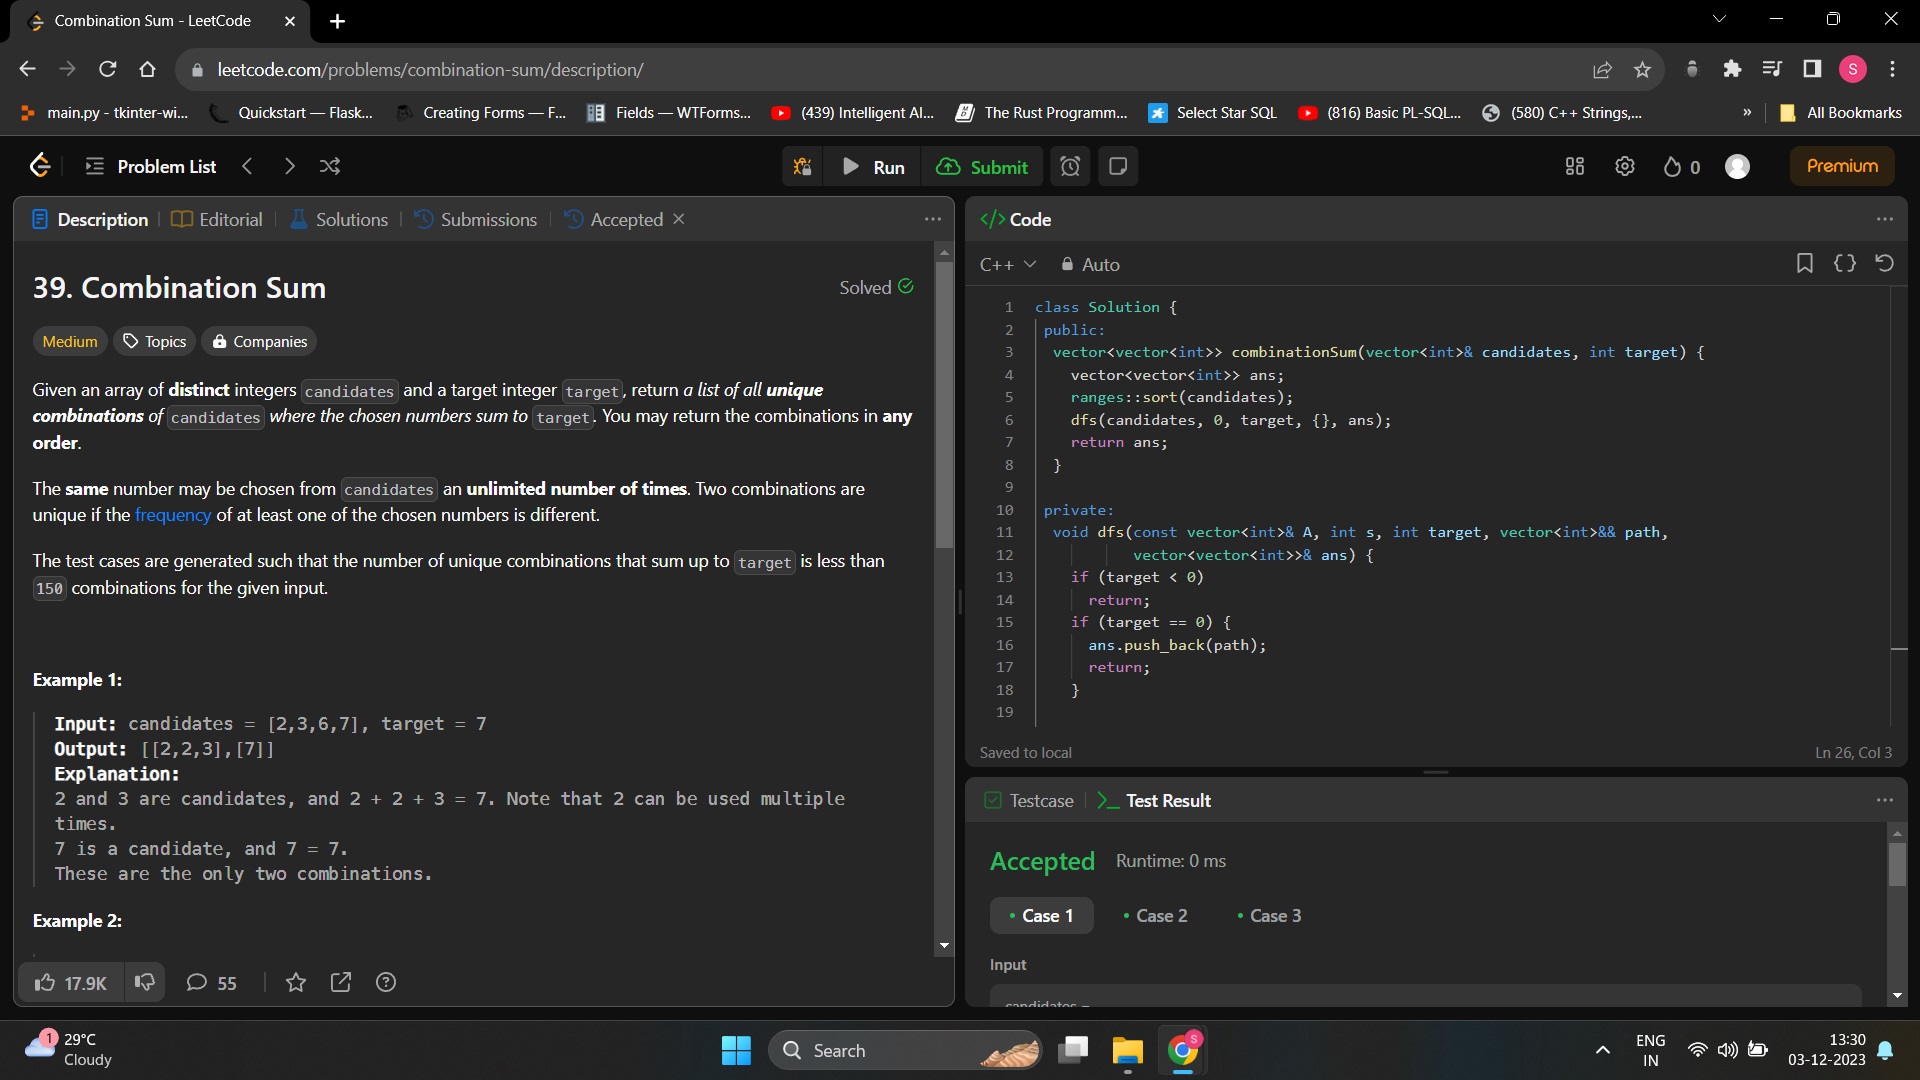 Combination Sum - LeetCode
leetcode.com/problems/combination-sum/description/
S
main.py - tkinter-wi... Quickstart — Flask... Creating Forms — F... Fields — WTForms... (439) Intelligent AI... The Rust Programm... Select Star SQL (816) Basic PL-SQL... (580) C++ Strings,... » All Bookmarks
Problem List Run Submit 0 Premium
Description Editorial Solutions Submissions Accepted
39. Combination Sum
Solved
Medium Topics Companies
Given an array of distinct integers candidates and a target integer target, return a list of all unique
combinations of candidates where the chosen numbers sum to target. You may return the combinations in any
order.
The same number may be chosen from candidates an unlimited number of times. Two combinations are
unique if the frequency of at least one of the chosen numbers is different.
The test cases are generated such that the number of unique combinations that sum up to target is less than
150 combinations for the given input.
Example 1:
Input: candidates = [2,3,6,7], target = 7
Output: [[2,2,3],[7]]
Explanation:
2 and 3 are candidates, and 2 + 2 + 3 = 7. Note that 2 can be used multiple
times.
7 is a candidate, and 7 = 7.
These are the only two combinations.
Example 2:
17.9K 55
</> Code
C++ Auto
1 class Solution {
2 public:
3 vector<vector<int>> combinationSum(vector<int>& candidates, int target) {
4 vector<vector<int>> ans;
5 ranges::sort(candidates);
6 dfs(candidates, 0, target, {}, ans);
7 return ans;
8 }
9
10 private:
11 void dfs(const vector<int>& A, int s, int target, vector<int>&& path,
12 vector<vector<int>>& ans) {
13 if (target < 0)
14 return;
15 if (target == 0) {
16 ans.push_back(path);
17 return;
18 }
19
Saved to local Ln 26, Col 3
Testcase Test Result
Accepted Runtime: 0 ms
Case 1 Case 2 Case 3
Input
candidates =
1
29°C
Cloudy
Search
S
ENG
IN
13:30
03-12-2023